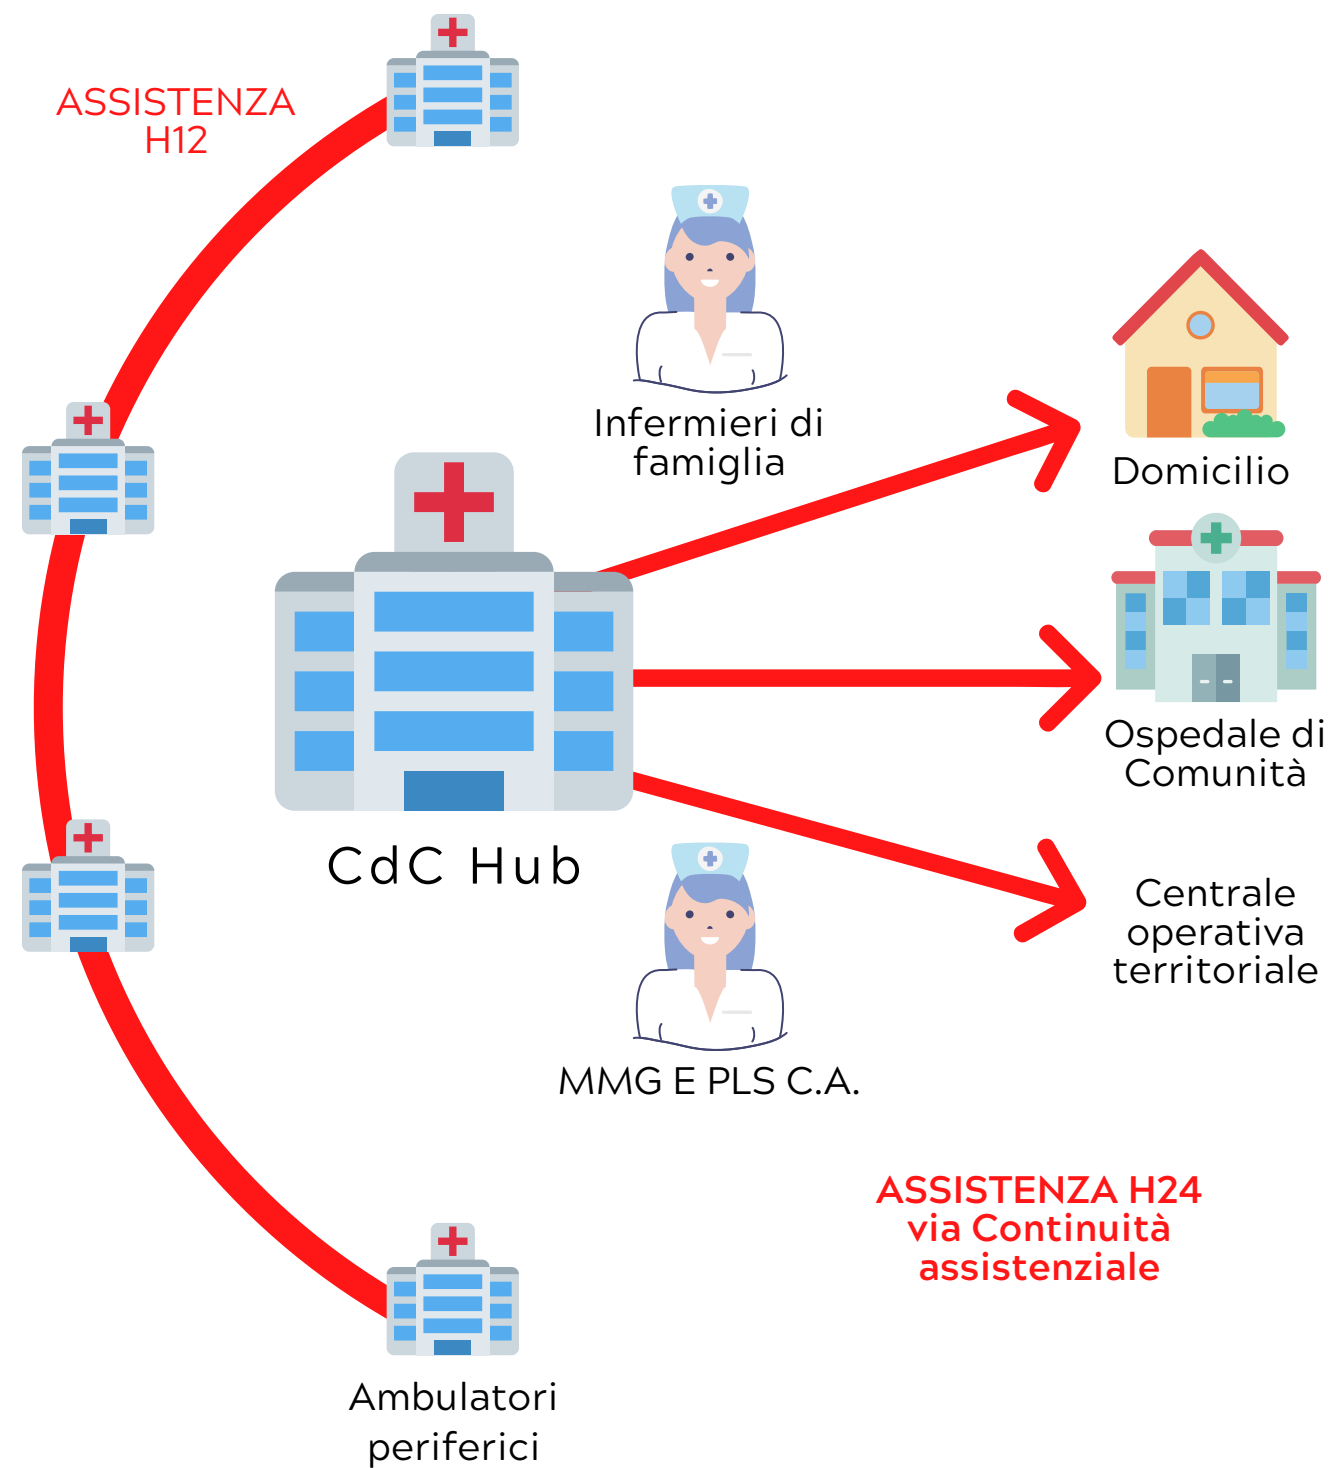 ASSISTENZA
H12
Infermieri di
famiglia
Domicilio
Ospedale di
Comunità
CdC Hub
Centrale
operativa
territoriale
MMG E PLS C.A.
ASSISTENZA H24
via Continuità
assistenziale
Ambulatori
periferici